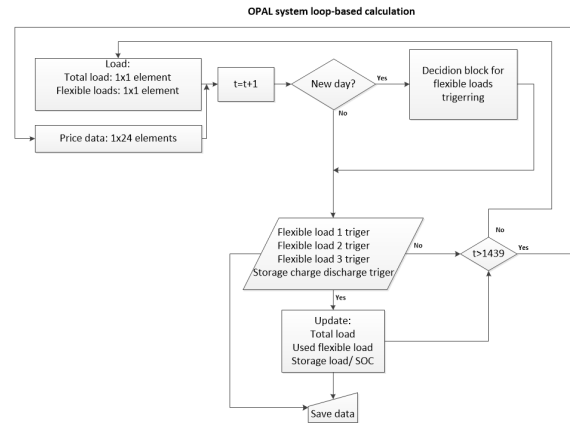 OPAL system loop-based calculation
Load:
Total load: 1x1 element
Flexible loads: 1x1 element
Price data: 1x24 elements
t=t+1
New day?
Yes
No
Decidion block for
flexible loads
trigerring
Flexible load 1 triger
Flexible load 2 triger
Flexible load 3 triger
Storage charge discharge triger
No
Yes
t>1439
No
Yes
Update:
Total load
Used flexible load
Storage load/ SOC
Save data